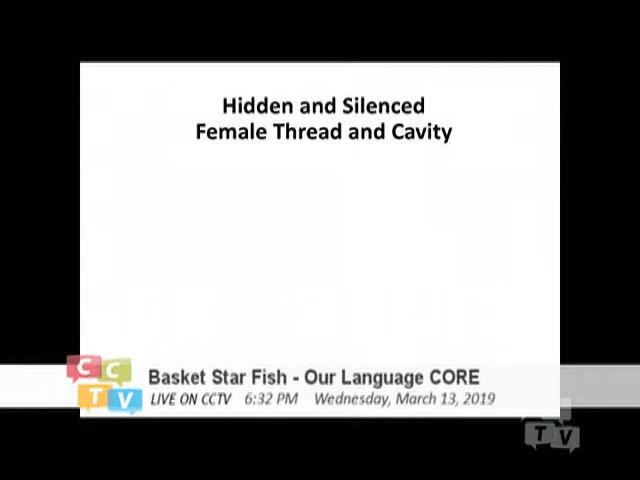 Hidden and Silenced
Female Thread and Cavity
CCTV
Basket Star Fish - Our Language CORE
LIVE ON CCTV 6:32 PM Wednesday, March 13, 2019
TV